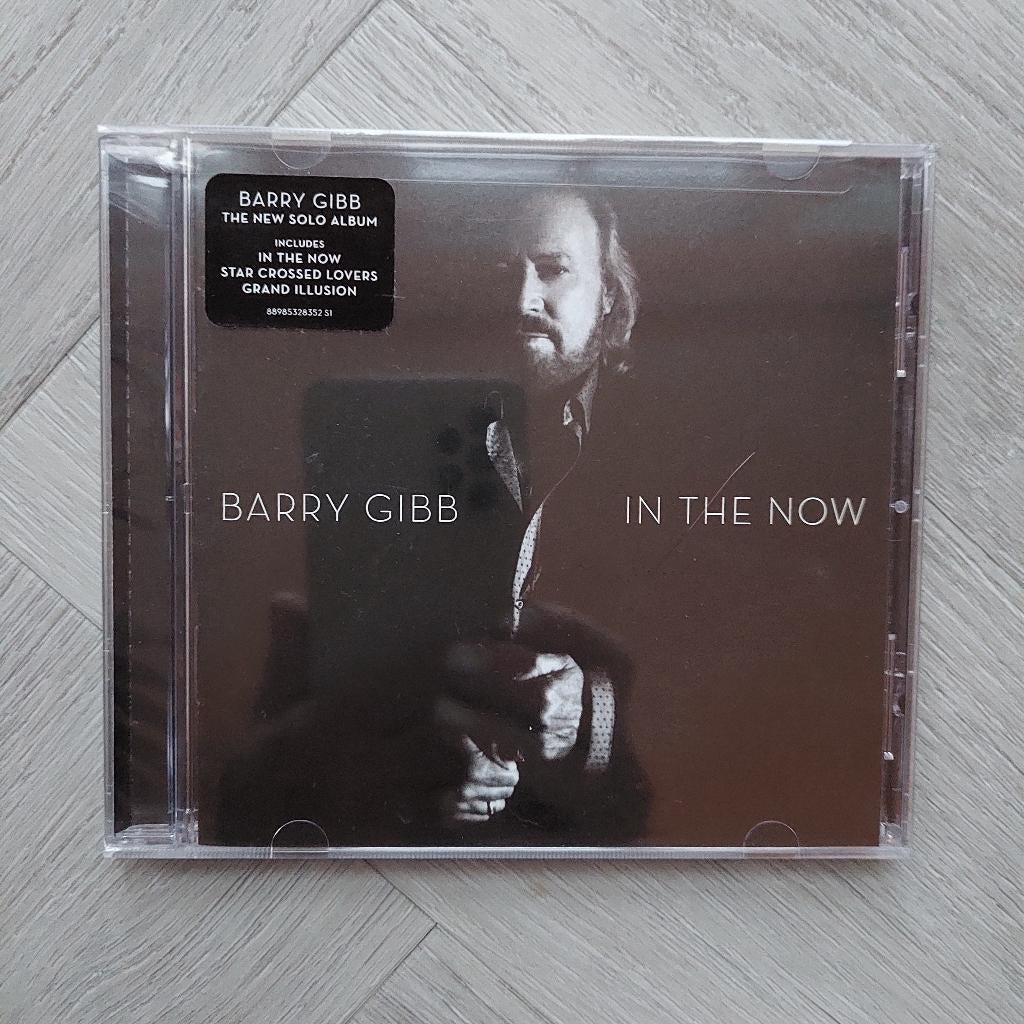 BARRY GIBB
THE NEW SOLO ALBUM
INCLUDES
IN THE NOW
STAR CROSSED LOVERS
GRAND ILLUSION
88985328352 S1
BARRY GIBB
IN THE NOW